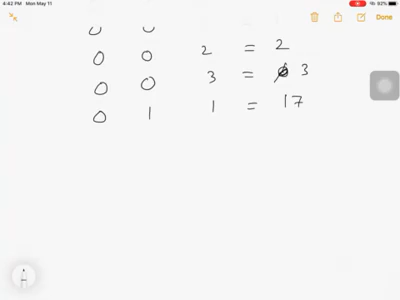 4:42 PM Mon May 11
62%
Done
0 0 2 = 2
0 0 3 = 3
0 1 1 = 17